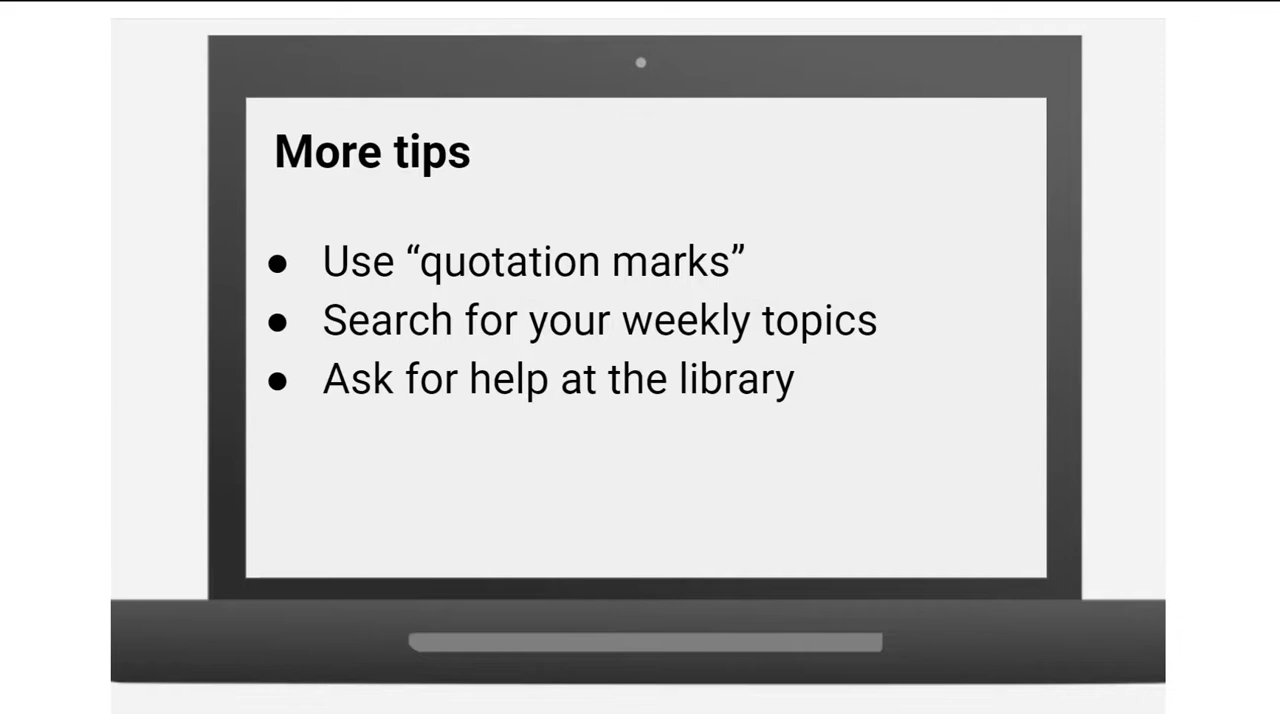 More tips
● Use “quotation marks”
● Search for your weekly topics
● Ask for help at the library